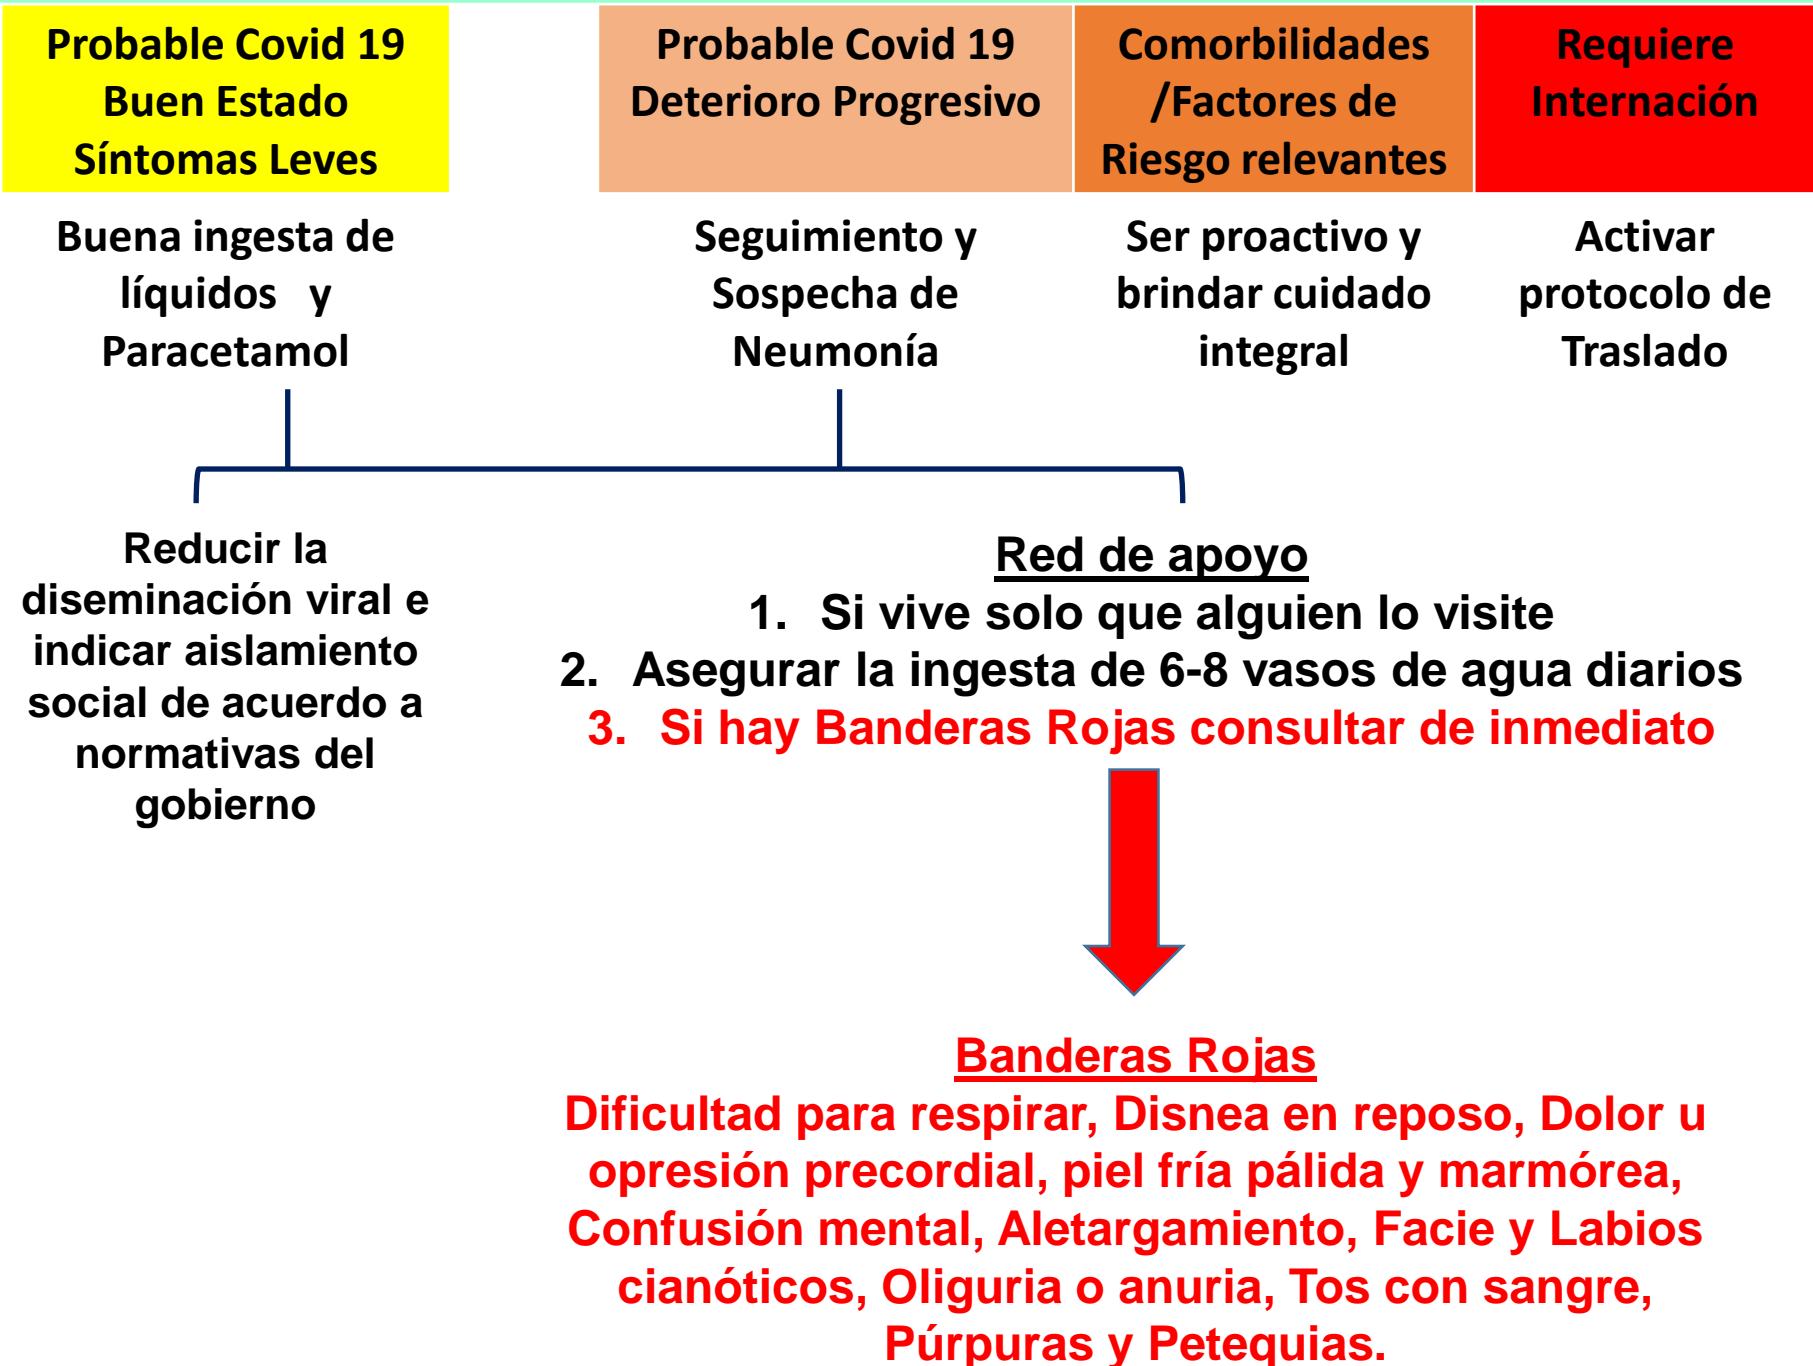 Probable Covid 19
Buen Estado
Síntomas Leves
Probable Covid 19
Deterioro Progresivo
Comorbilidades
/Factores de
Riesgo relevantes
Requiere
Internación
Buena ingesta de
líquidos y
Paracetamol
Seguimiento y
Sospecha de
Neumonía
Ser proactivo y
brindar cuidado
integral
Activar
protocolo de
Traslado
Reducir la
diseminación viral e
indicar aislamiento
social de acuerdo a
normativas del
gobierno
Red de apoyo
1. Si vive solo que alguien lo visite
2. Asegurar la ingesta de 6-8 vasos de agua diarios
3. Si hay Banderas Rojas consultar de inmediato
Banderas Rojas
Dificultad para respirar, Disnea en reposo, Dolor u
opresión precordial, piel fría pálida y marmórea,
Confusión mental, Aletargamiento, Facie y Labios
cianóticos, Oliguria o anuria, Tos con sangre,
Púrpuras y Petequias.